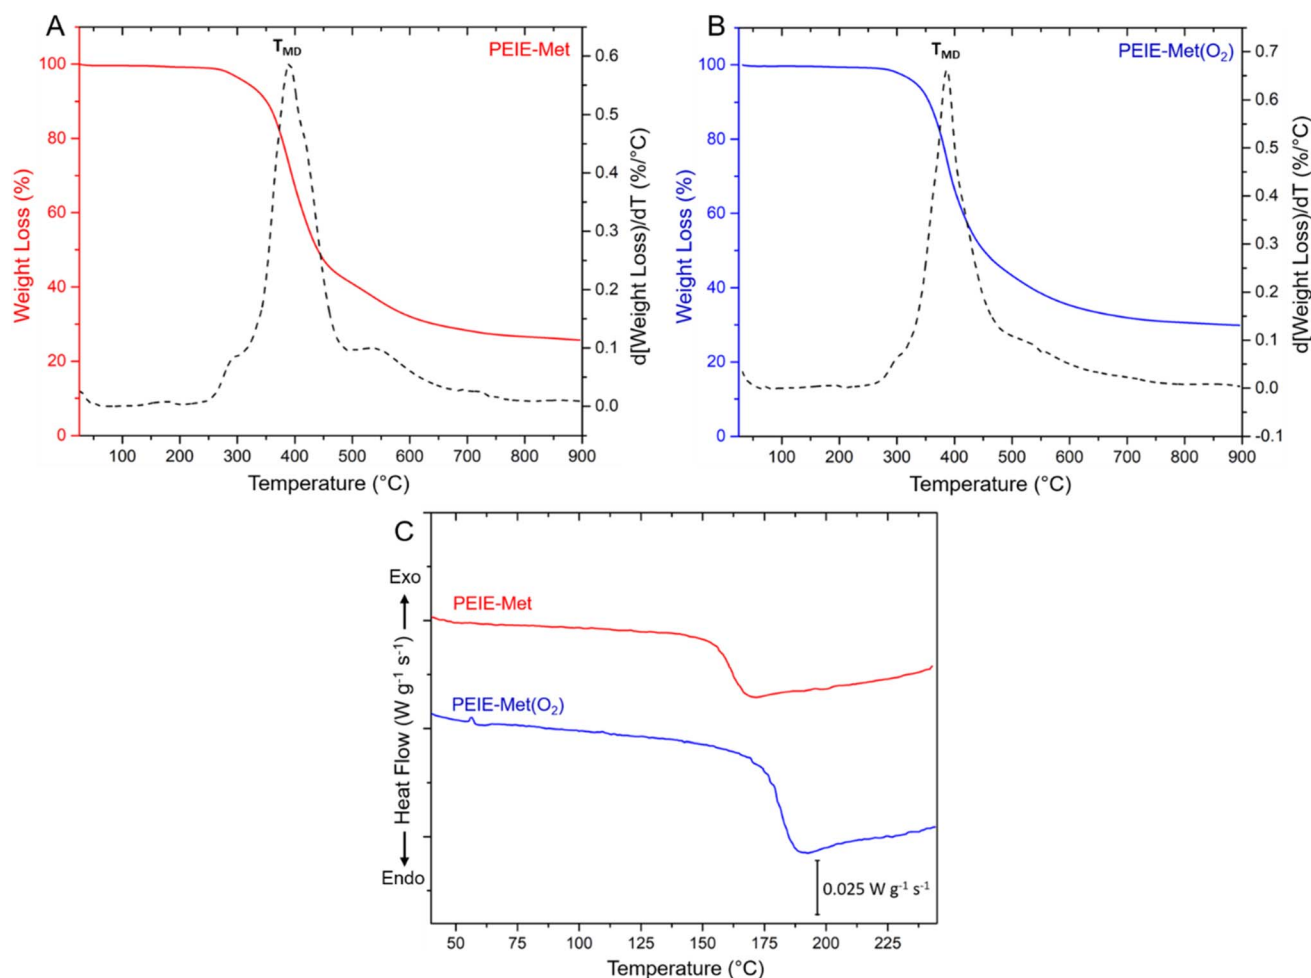 A
PEIE-Met
T_MD
Weight Loss (%)
100
80
60
40
20
0
0.6
0.5
0.4
0.3
0.2
0.1
0.0
d[Weight Loss)/dT (%/°C)
100 200 300 400 500 600 700 800 900
Temperature (°C)
B
PEIE-Met(O₂)
T_MD
Weight Loss (%)
100
80
60
40
20
0
0.7
0.6
0.5
0.4
0.3
0.2
0.1
0.0
-0.1
d[Weight Loss)/dT (%/°C)
100 200 300 400 500 600 700 800 900
Temperature (°C)
C
Exo
Heat Flow (W g⁻¹ s⁻¹)
Endo
PEIE-Met
PEIE-Met(O₂)
0.025 W g⁻¹ s⁻¹
50 75 100 125 150 175 200 225
Temperature (°C)